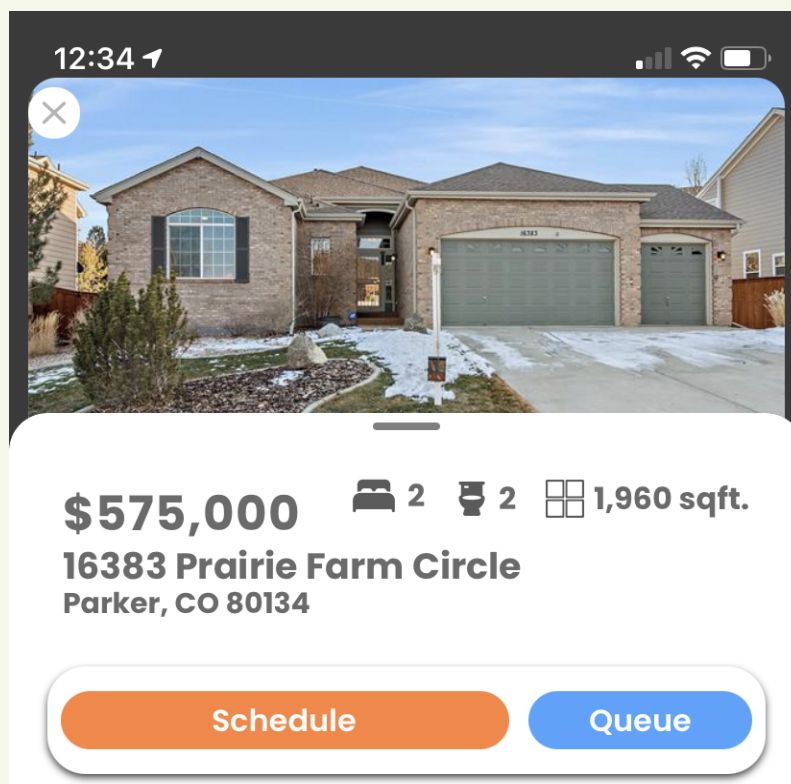 12:34
16383
$575,000
2
2
1,960 sqft.
16383 Prairie Farm Circle
Parker, CO 80134
Schedule
Queue